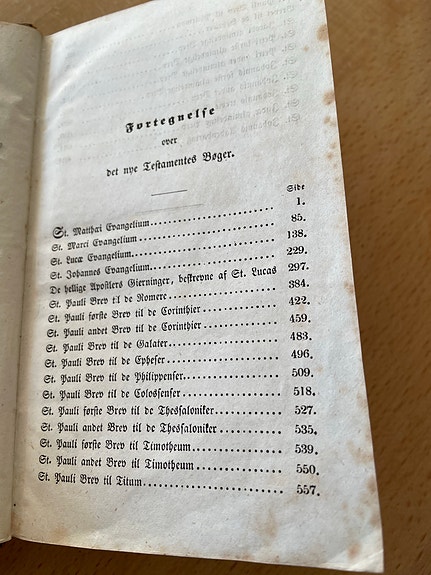 Fortegnelse
over
det nye Testamentes Bøger.
Side
St. Matthæi Evangelium 1.
St. Marci Evangelium 85.
St. Lucæ Evangelium 138.
St. Johannes Evangelium 229.
De hellige Apostlers Gierninger, beskrevne af St. Lucas 297.
St. Pauli Brev til de Romere 384.
St. Pauli første Brev til de Corinthier 422.
St. Pauli andet Brev til de Corinthier 459.
St. Pauli Brev til de Galater 483.
St. Pauli Brev til de Epheser 496.
St. Pauli Brev til de Philippenser 509.
St. Pauli Brev til de Colossenser 518.
St. Pauli første Brev til de Thessaloniker 527.
St. Pauli andet Brev til de Thessaloniker 535.
St. Pauli første Brev til Timotheum 539.
St. Pauli andet Brev til Timotheum 550.
St. Pauli Brev til Titum 557.